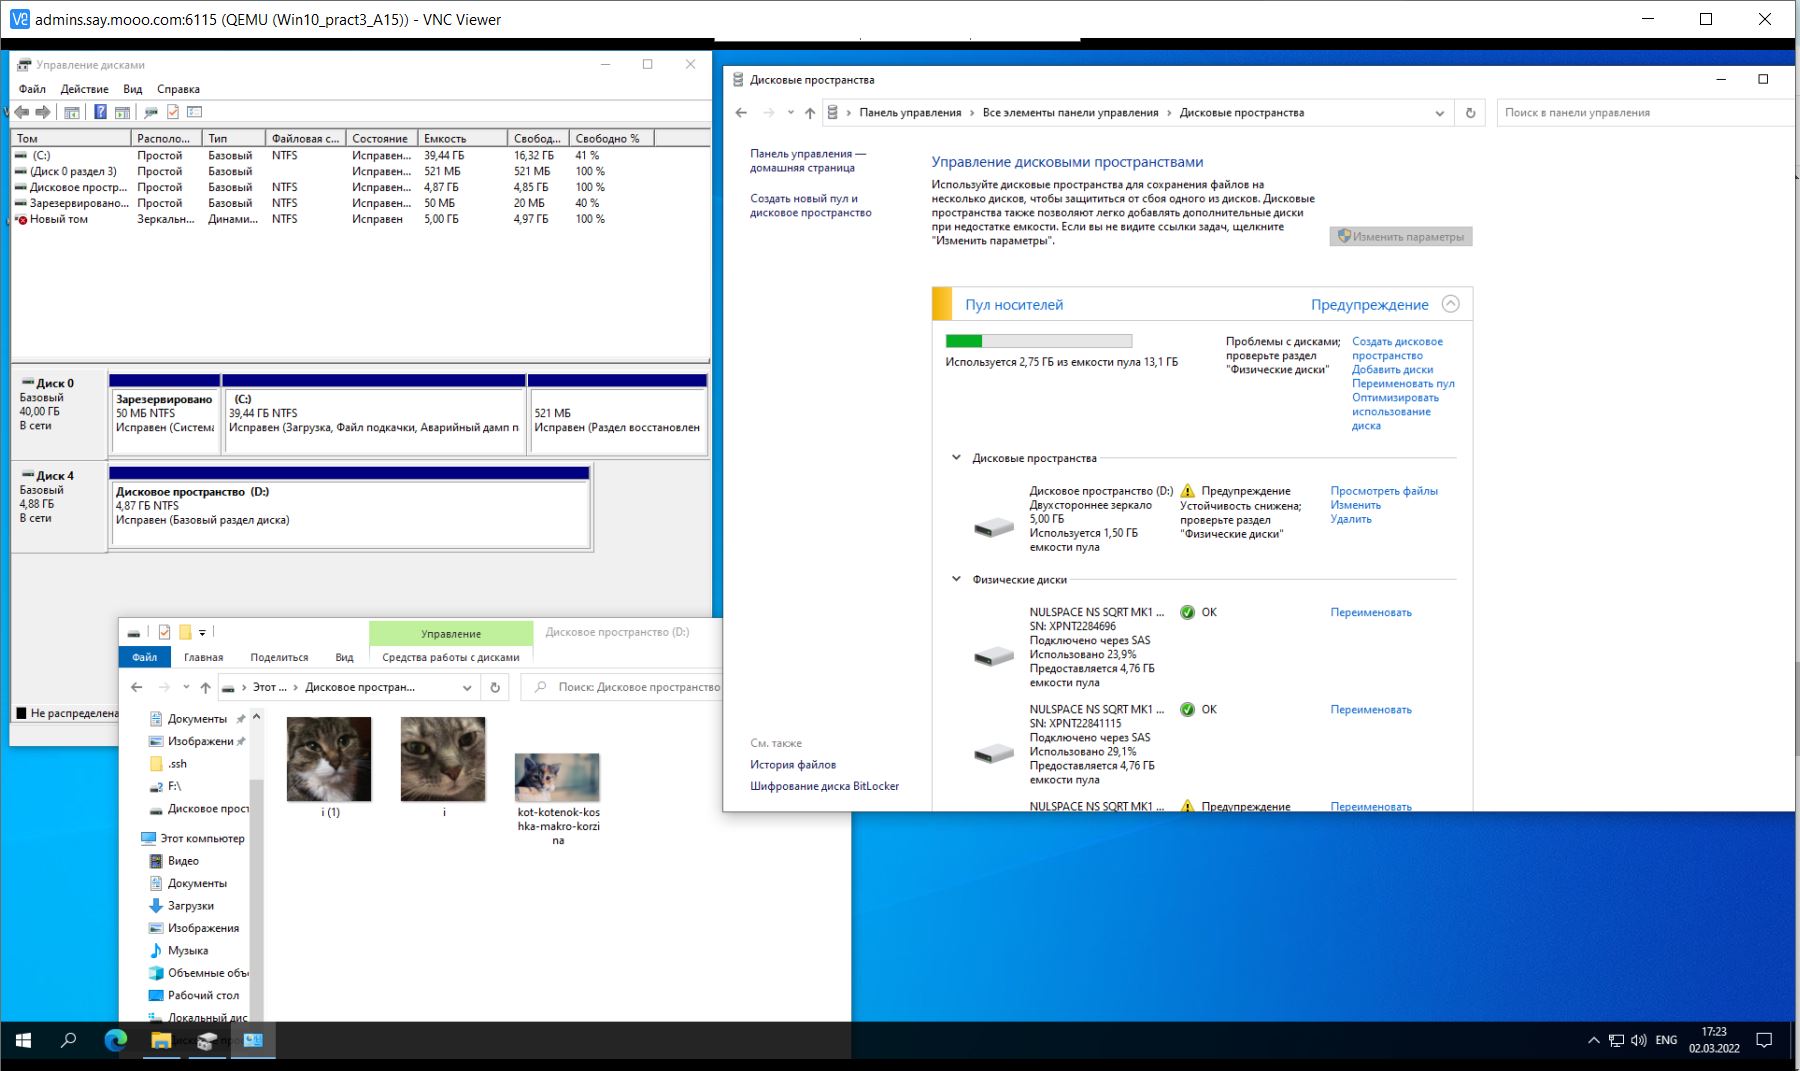 admins.say.mooo.com:6115 (QEMU (Win10_pract3_A15)) - VNC Viewer
Управление дисками
Файл Действие Вид Справка
Том Располо... Тип Файловая с... Состояние Емкость Свобод... Свободно %
(C:) Простой Базовый NTFS Исправен... 39,44 ГБ 16,32 ГБ 41 %
(Диск 0 раздел 3) Простой Базовый Исправен... 521 МБ 521 МБ 100 %
Дисковое простр... Простой Базовый NTFS Исправен... 4,87 ГБ 4,85 ГБ 100 %
Зарезервировано... Простой Базовый NTFS Исправен... 50 МБ 20 МБ 40 %
Новый том Зеркальн... Динами... NTFS Исправен 5,00 ГБ 4,97 ГБ 100 %
Диск 0
Базовый
40,00 ГБ
В сети
Зарезервировано
50 МБ NTFS
Исправен (Система
(C:)
39,44 ГБ NTFS
Исправен (Загрузка, Файл подкачки, Аварийный дамп п
521 МБ
Исправен (Раздел восстановлен
Диск 4
Базовый
4,88 ГБ
В сети
Дисковое пространство (D:)
4,87 ГБ NTFS
Исправен (Базовый раздел диска)
Не распределена
Дисковые пространства
Панель управления › Все элементы панели управления › Дисковые пространства
Поиск в панели управления
Панель управления —
домашняя страница
Создать новый пул и
дисковое пространство
Управление дисковыми пространствами
Используйте дисковые пространства для сохранения файлов на
несколько дисков, чтобы защититься от сбоя одного из дисков. Дисковые
пространства также позволяют легко добавлять дополнительные диски
при недостатке емкости. Если вы не видите ссылки задач, щелкните
"Изменить параметры".
Изменить параметры
Пул носителей
Предупреждение
Используется 2,75 ГБ из емкости пула 13,1 ГБ
Проблемы с дисками;
проверьте раздел
"Физические диски"
Создать дисковое
пространство
Добавить диски
Переименовать пул
Оптимизировать
использование
диска
Дисковые пространства
Дисковое пространство (D:)
Двухстороннее зеркало
5,00 ГБ
Используется 1,50 ГБ
емкости пула
Предупреждение
Устойчивость снижена;
проверьте раздел
"Физические диски"
Просмотреть файлы
Изменить
Удалить
Физические диски
NULSPACE NS SQRT MK1 ...
SN: XPNT2284696
Подключено через SAS
Использовано 23,9%
Предоставляется 4,76 ГБ
емкости пула
OK
Переименовать
NULSPACE NS SQRT MK1 ...
SN: XPNT22841115
Подключено через SAS
Использовано 29,1%
Предоставляется 4,76 ГБ
емкости пула
OK
Переименовать
NULSPACE NS SQRT MK1 ...
Предупреждение
Переименовать
См. также
История файлов
Шифрование диска BitLocker
Управление
Дисковое пространство (D:)
Файл Главная Поделиться Вид Средства работы с дисками
Этот ... › Дисковое простран...
Поиск: Дисковое пространство
Документы
Изображени
.ssh
F:\
Дисковое прост
Этот компьютер
Видео
Документы
Загрузки
Изображения
Музыка
Объемные объ
Рабочий стол
Локальный дис
i (1)
i
kot-kotenok-kos
hka-makro-korzi
na
ENG
17:23
02.03.2022